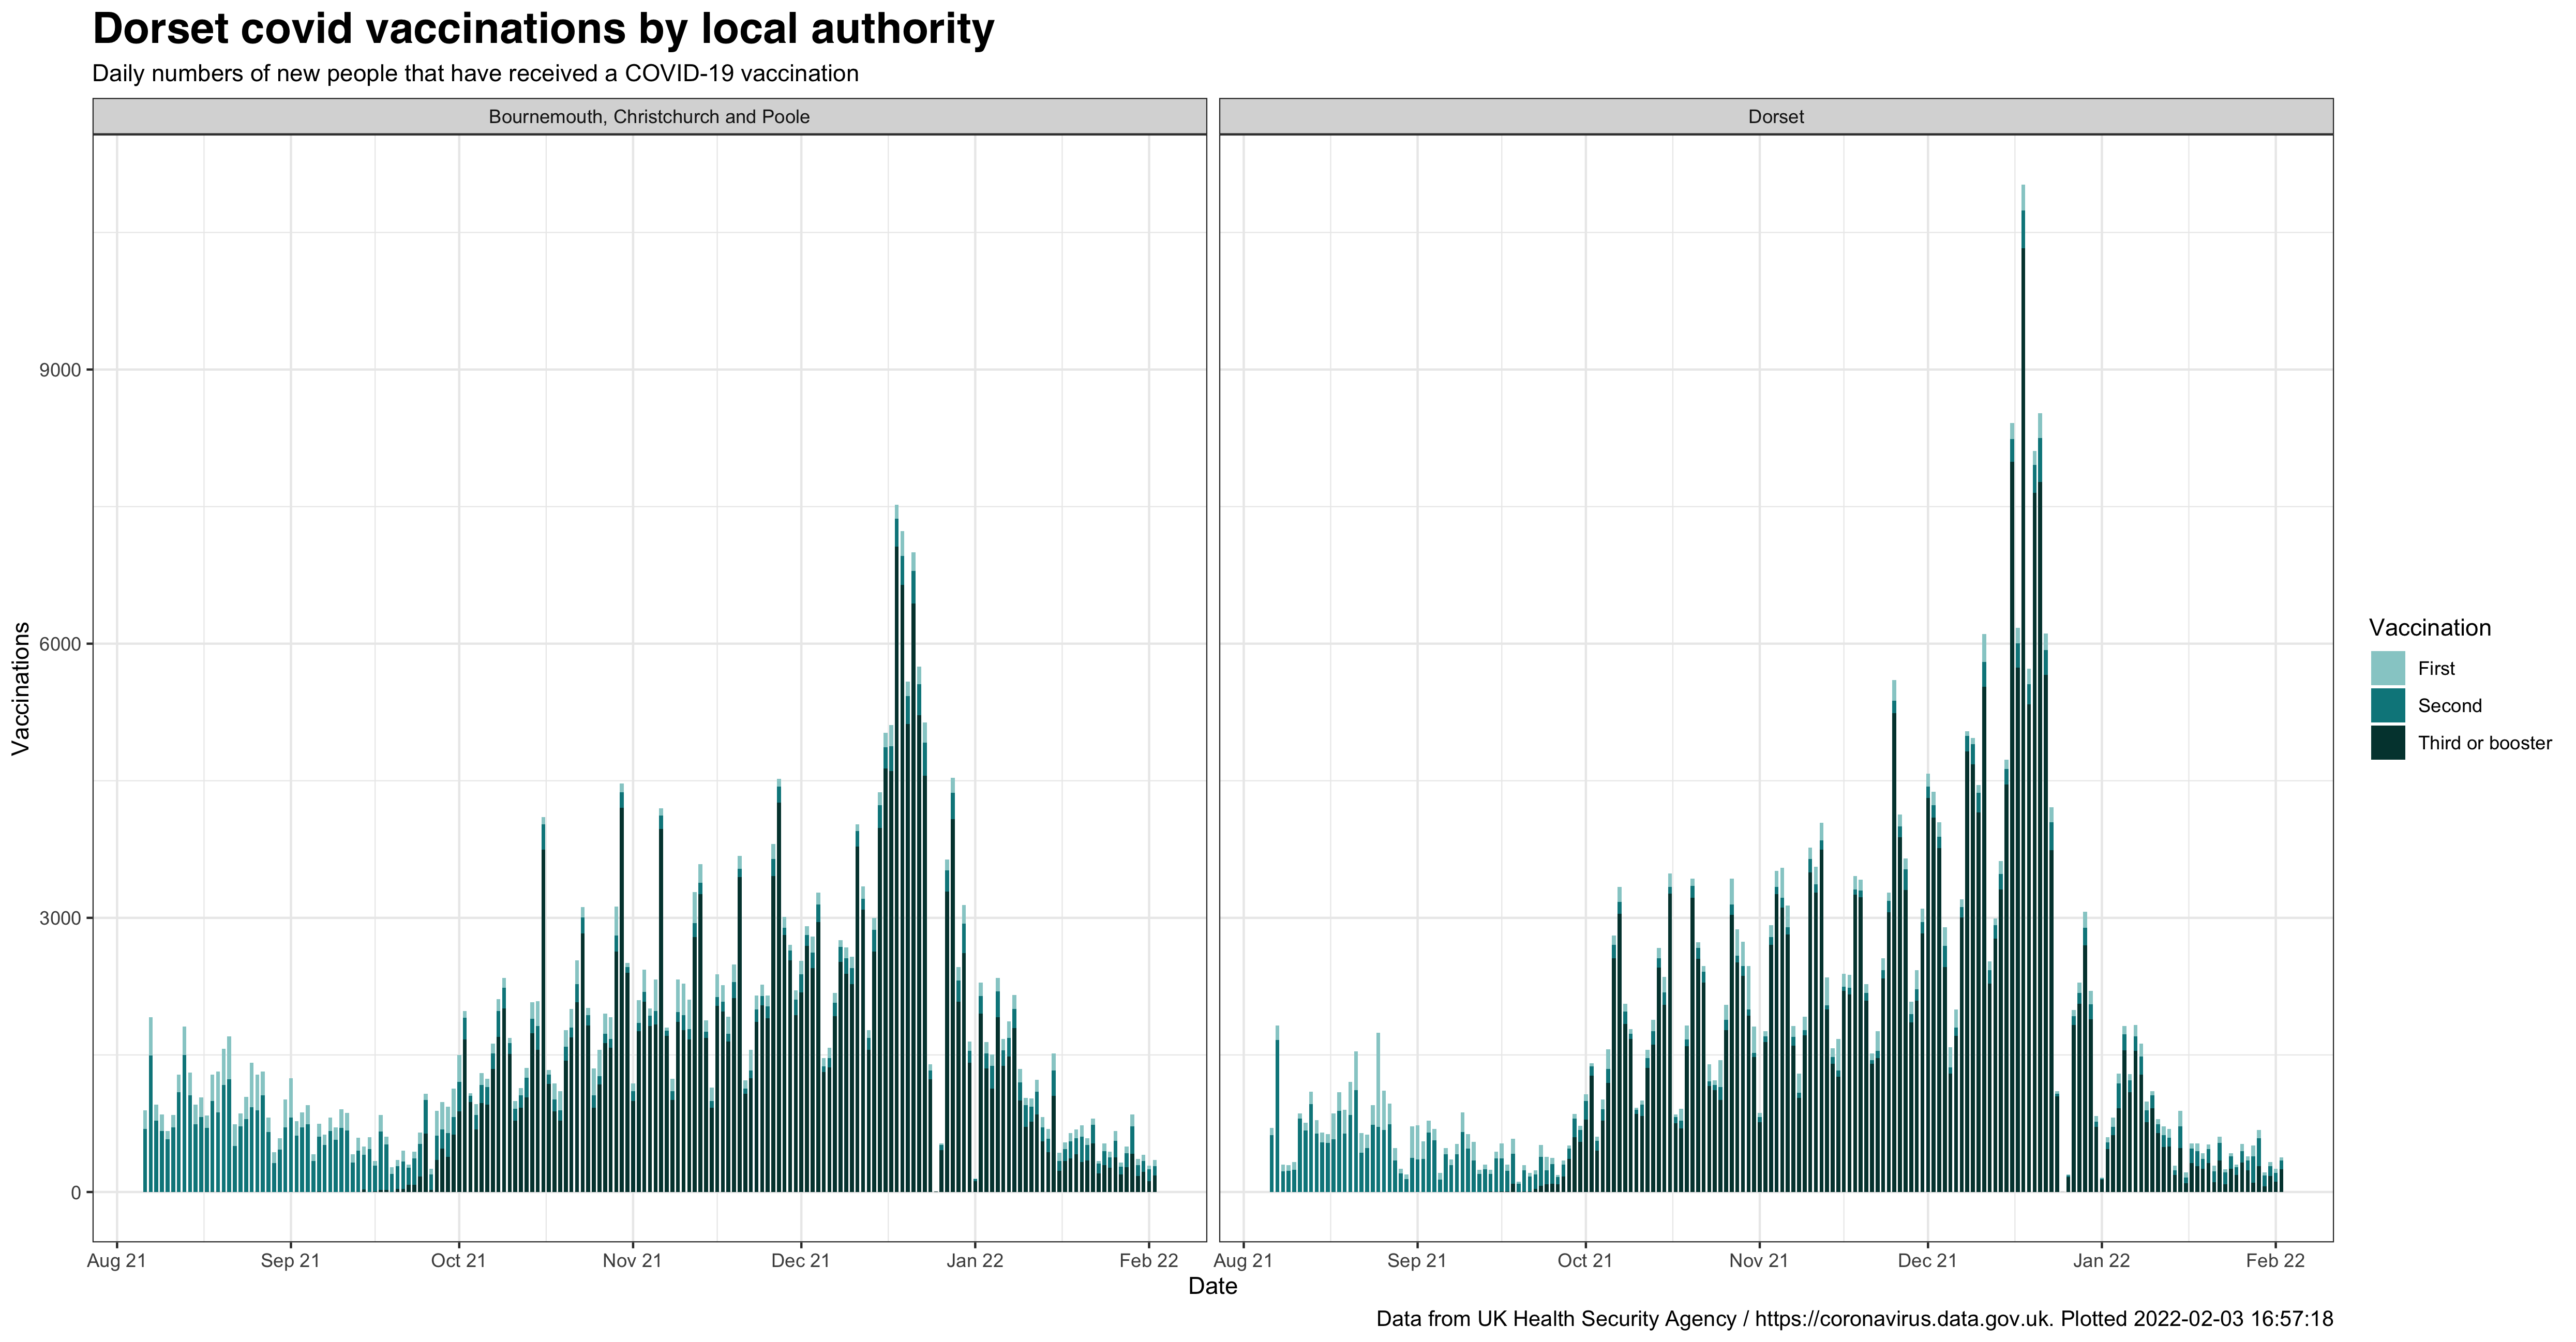 Dorset covid vaccinations by local authority
Daily numbers of new people that have received a COVID-19 vaccination
Bournemouth, Christchurch and Poole
Dorset
Vaccinations
9000
6000
3000
0
Vaccination
First
Second
Third or booster
Aug 21 Sep 21 Oct 21 Nov 21 Dec 21 Jan 22 Feb 22
Aug 21 Sep 21 Oct 21 Nov 21 Dec 21 Jan 22 Feb 22
Date
Data from UK Health Security Agency / https://coronavirus.data.gov.uk. Plotted 2022-02-03 16:57:18